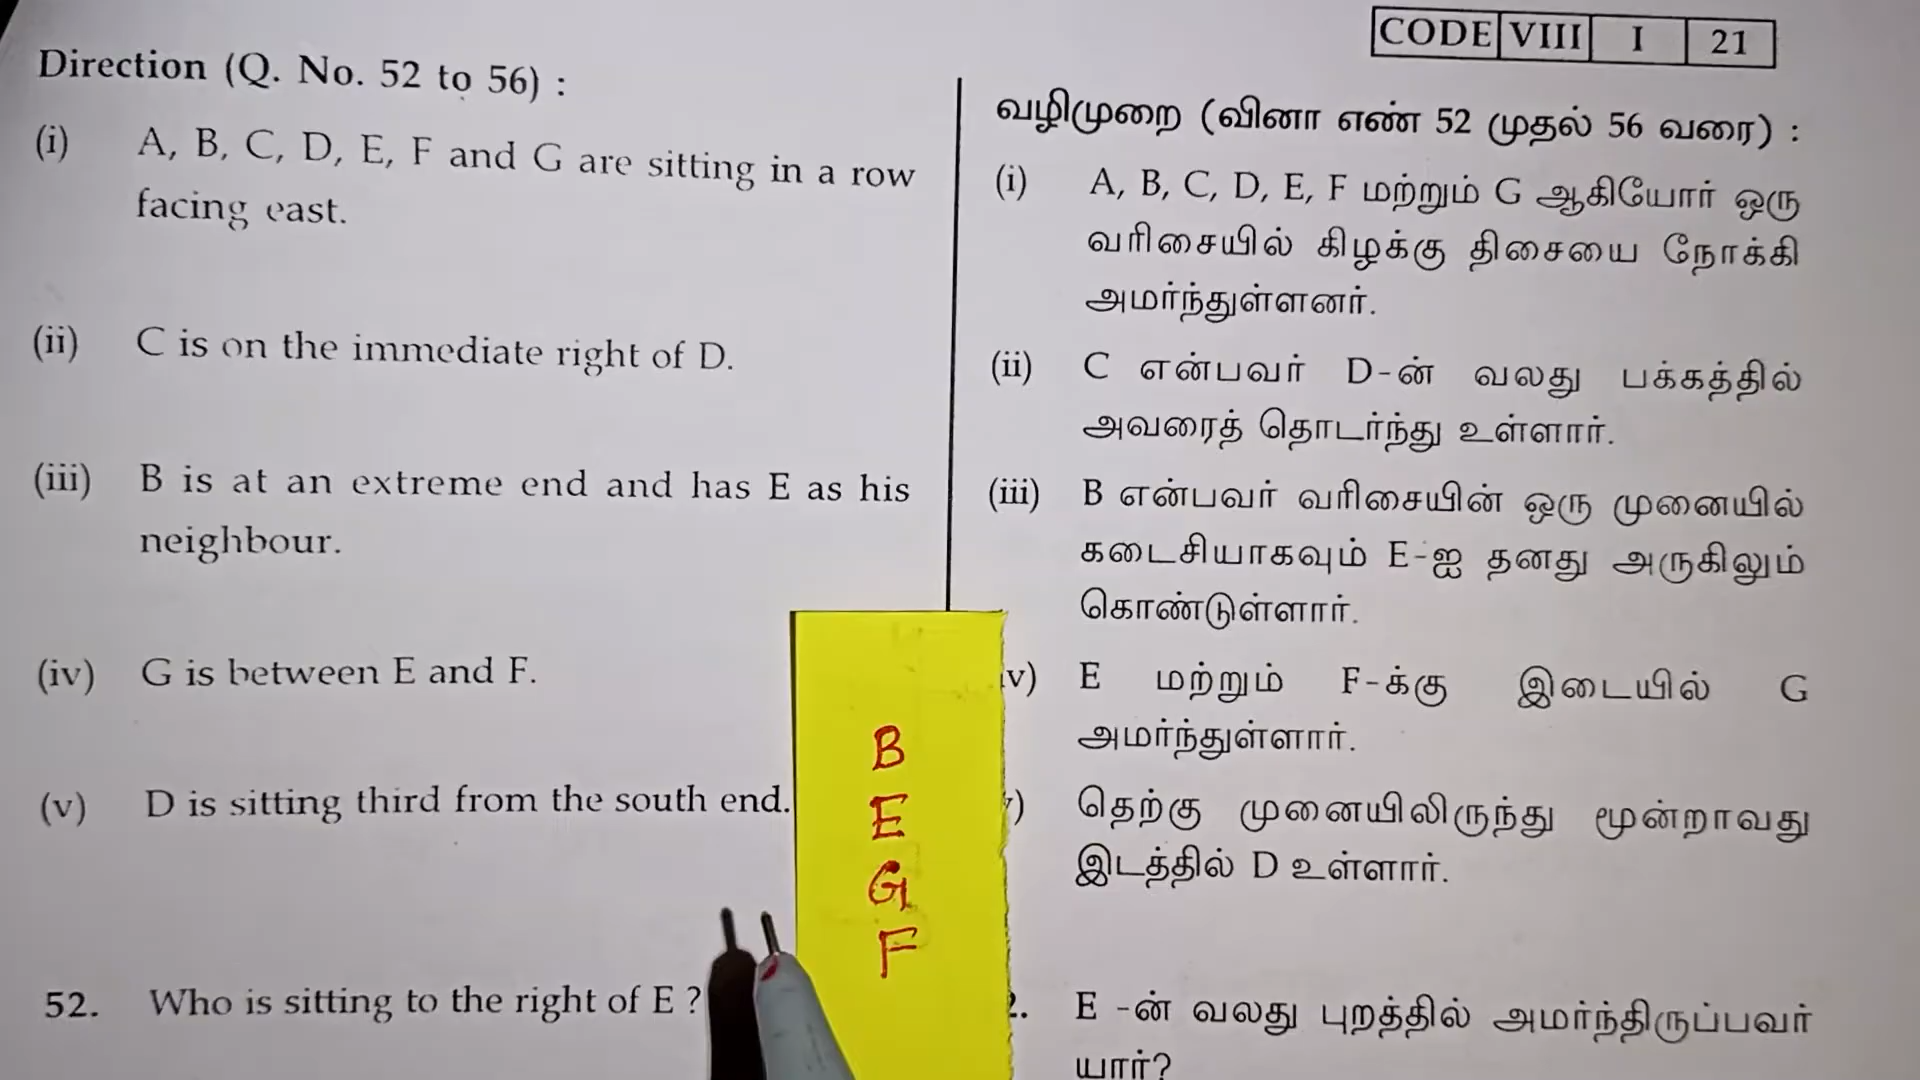 CODE VIII I 21
Direction (Q. No. 52 to 56) :
(i) A, B, C, D, E, F and G are sitting in a row
facing east.
(ii) C is on the immediate right of D.
(iii) B is at an extreme end and has E as his
neighbour.
(iv) G is between E and F.
(v) D is sitting third from the south end.
52. Who is sitting to the right of E ?
B
E
G
F
வழிமுறை (வினா எண் 52 முதல் 56 வரை) :
(i) A, B, C, D, E, F மற்றும் G ஆகியோர் ஒரு
வரிசையில் கிழக்கு திசையை நோக்கி
அமர்ந்துள்ளனர்.
(ii) C என்பவர் D-ன் வலது பக்கத்தில்
அவரைத் தொடர்ந்து உள்ளார்.
(iii) B என்பவர் வரிசையின் ஒரு முனையில்
கடைசியாகவும் E-ஐ தனது அருகிலும்
கொண்டுள்ளார்.
v) E மற்றும் F-க்கு இடையில் G
அமர்ந்துள்ளார்.
) தெற்கு முனையிலிருந்து மூன்றாவது
இடத்தில் D உள்ளார்.
2. E -ன் வலது புறத்தில் அமர்ந்திருப்பவர்
யார்?